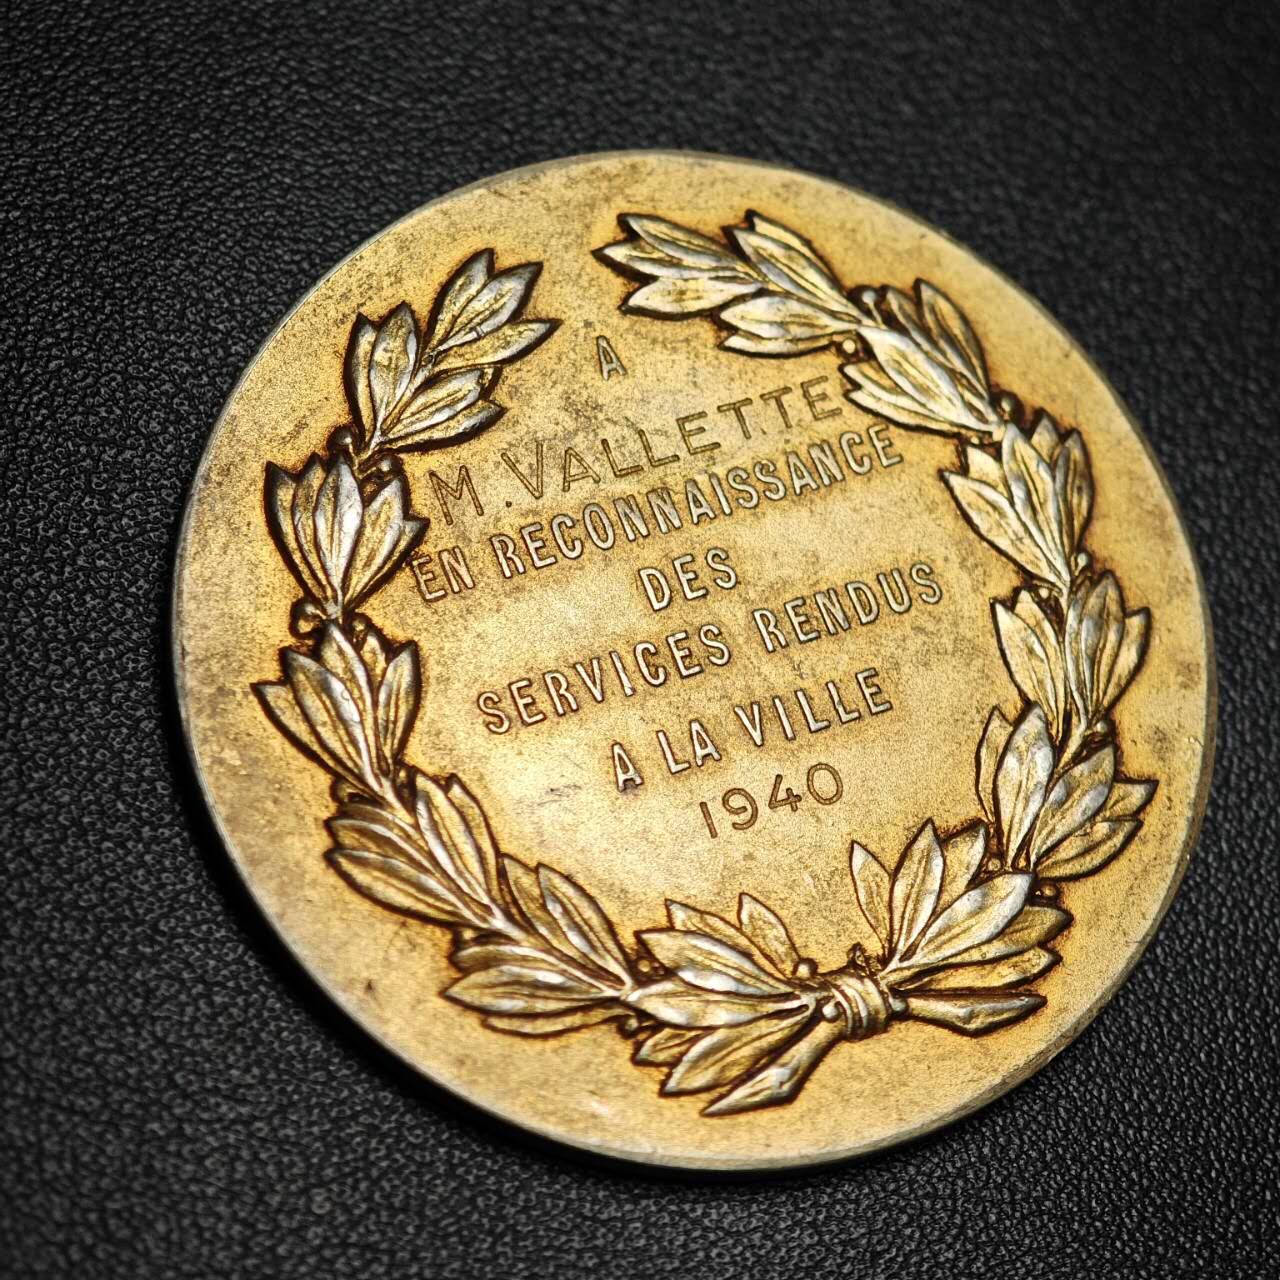 A
M. VALLETTE
EN RECONNAISSANCE
DES
SERVICES RENDUS
A LA VILLE
1940